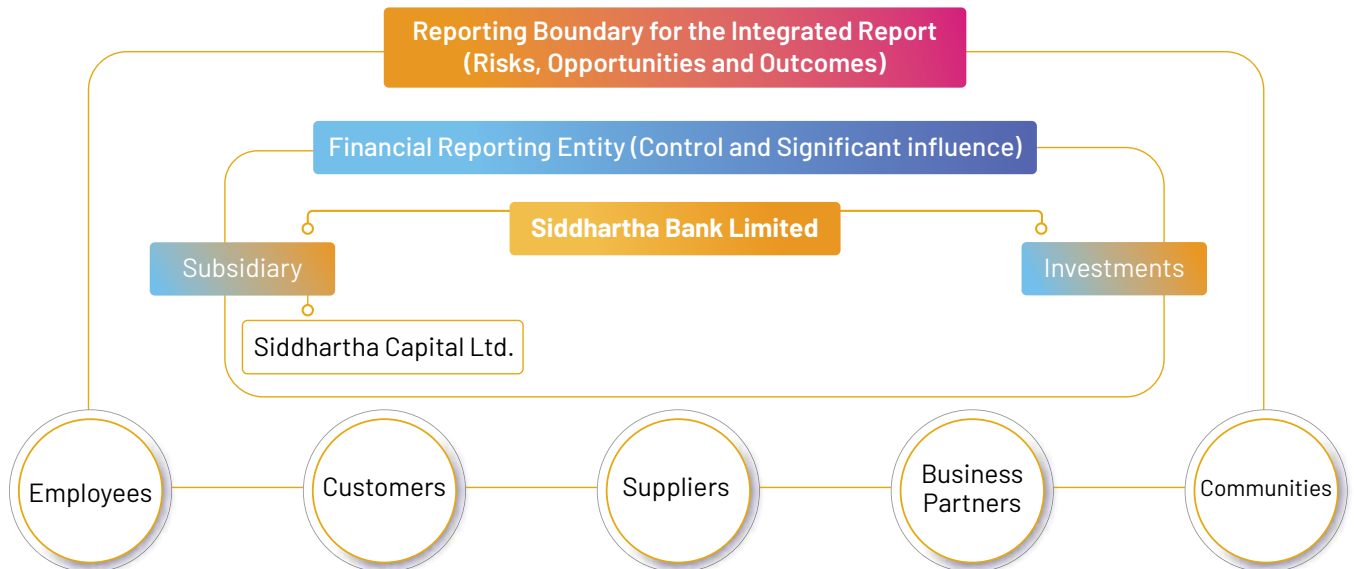 Reporting Boundary for the Integrated Report
(Risks, Opportunities and Outcomes)
Financial Reporting Entity (Control and Significant influence)
Siddhartha Bank Limited
Subsidiary
Investments
Siddhartha Capital Ltd.
Employees
Customers
Suppliers
Business
Partners
Communities